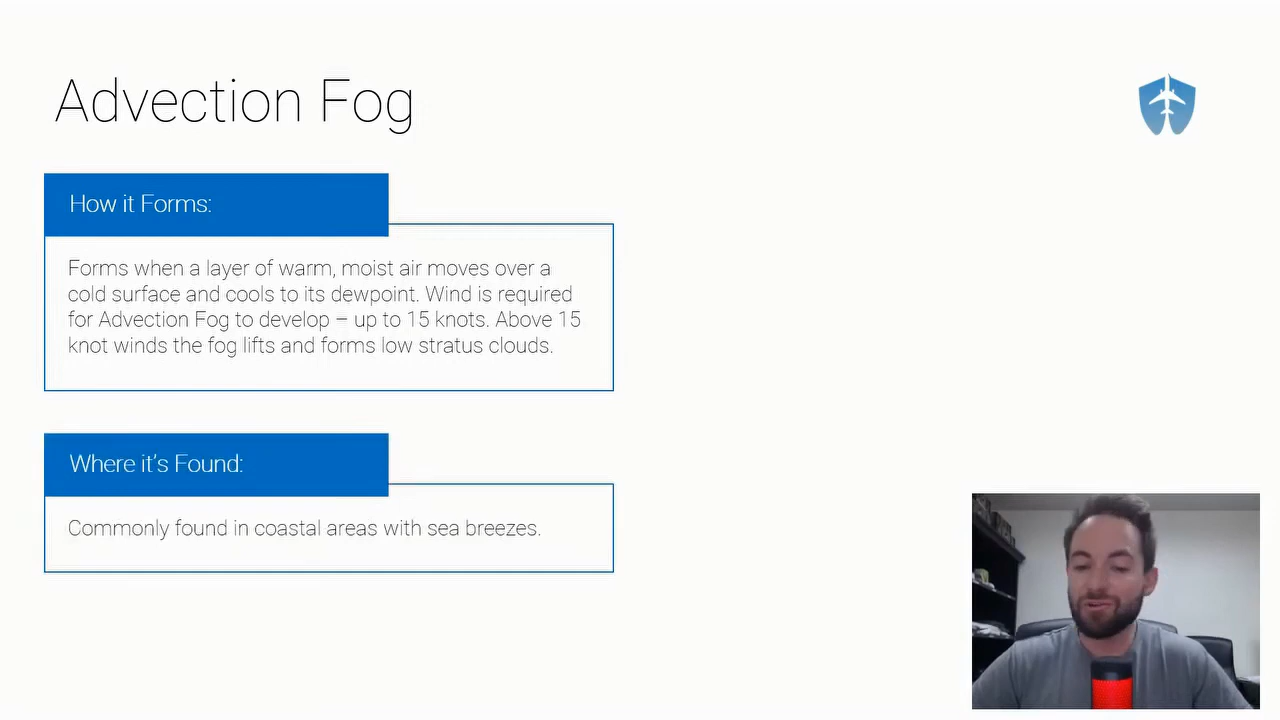 Advection Fog
How it Forms:
Forms when a layer of warm, moist air moves over a
cold surface and cools to its dewpoint. Wind is required
for Advection Fog to develop – up to 15 knots. Above 15
knot winds the fog lifts and forms low stratus clouds.
Where it’s Found:
Commonly found in coastal areas with sea breezes.